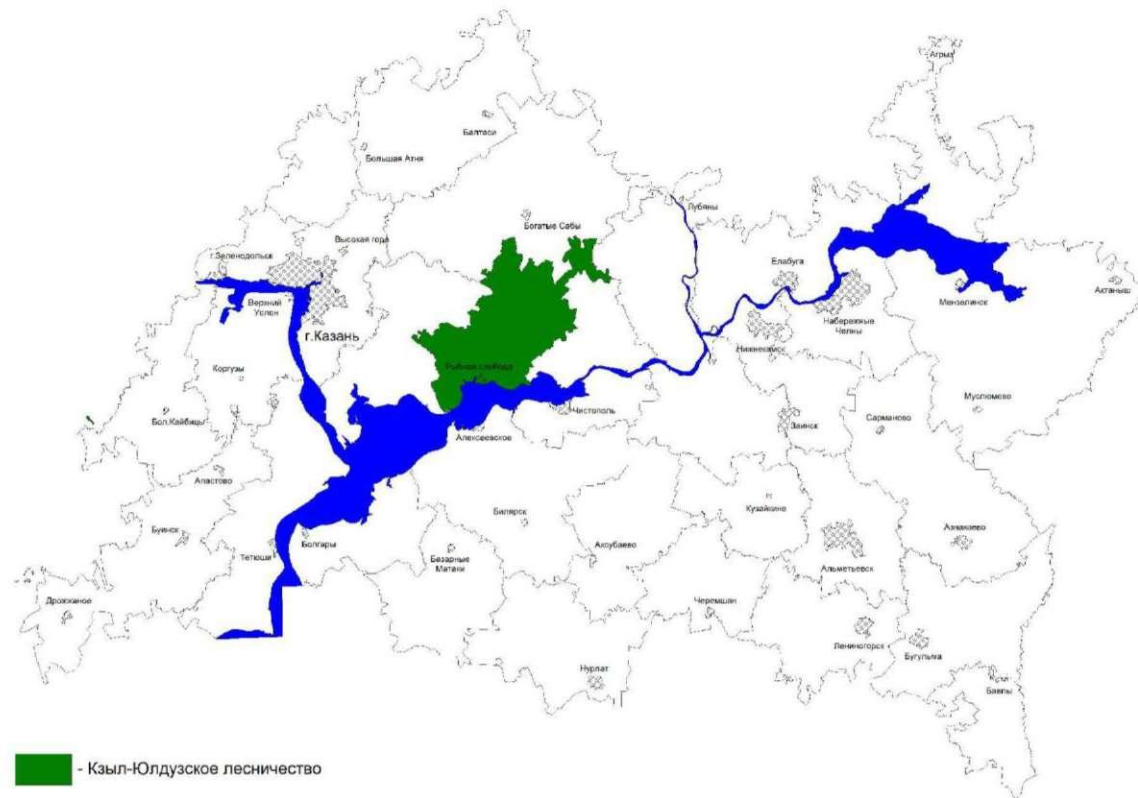 Агрыз
Балтаси
Большая Атня
Лубяны
Богатые Сабы
Высокая гора
г.Зеленодольск
Елабуга
Актаныш
Мензелинск
Верхний
Услон
Набережные
Челны
г.Казань
Нижнекамск
Рыбная слобода
Коргузы
Муслюмово
Бол.Кайбицы
Чистополь
Заинск
Сарманово
Алексеевское
Апастово
Кузайкино
Билярск
Азнакаево
Буинск
Болгары
Аксубаево
Тетюши
Базарные
Матаки
Альметьевск
Дрожжаное
Черемшан
Лениногорск
Бугульма
Нурлат
Бавлы
- Кзыл-Юлдузское лесничество